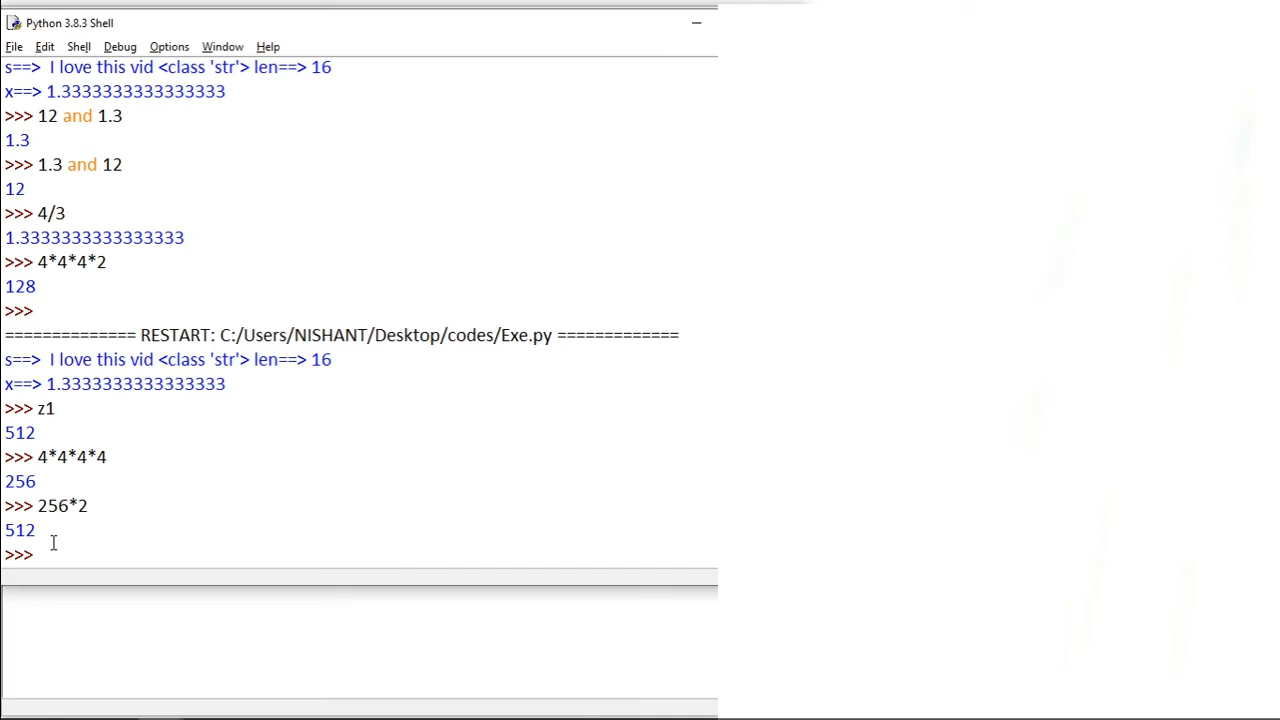 Python 3.8.3 Shell
File Edit Shell Debug Options Window Help
s==> I love this vid <class 'str'> len==> 16
x==> 1.3333333333333333
>>> 12 and 1.3
1.3
>>> 1.3 and 12
12
>>> 4/3
1.3333333333333333
>>> 4*4*4*2
128
>>>
============== RESTART: C:/Users/NISHANT/Desktop/codes/Exe.py =============
s==> I love this vid <class 'str'> len==> 16
x==> 1.3333333333333333
>>> z1
512
>>> 4*4*4*4
256
>>> 256*2
512
>>>